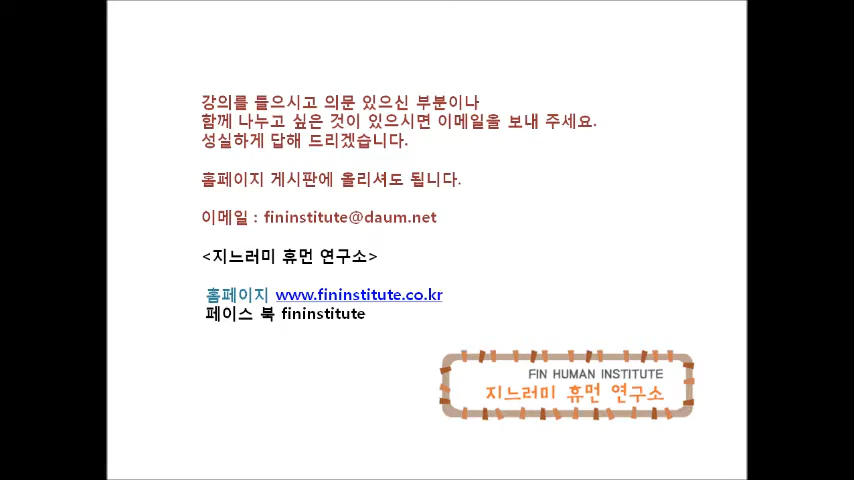 강의를 들으시고 의문 있으신 부분이나
함께 나누고 싶은 것이 있으시면 이메일을 보내 주세요.
성실하게 답해 드리겠습니다.
홈페이지 게시판에 올리셔도 됩니다.
이메일 : fininstitute@daum.net
<지느러미 휴먼 연구소>
홈페이지 www.fininstitute.co.kr
페이스 북 fininstitute
FIN HUMAN INSTITUTE
지느러미 휴먼 연구소